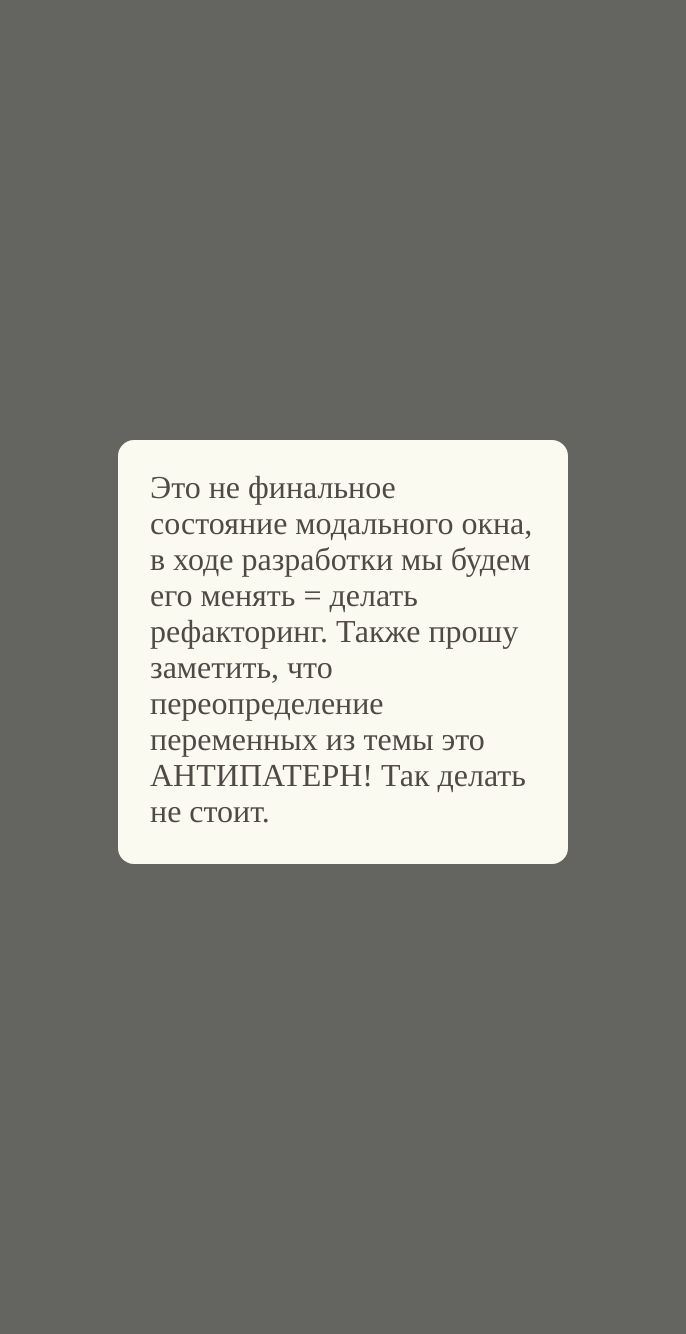 Это не финальное
состояние модального окна,
в ходе разработки мы будем
его менять = делать
рефакторинг. Также прошу
заметить, что
переопределение
переменных из темы это
АНТИПАТЕРН! Так делать
не стоит.